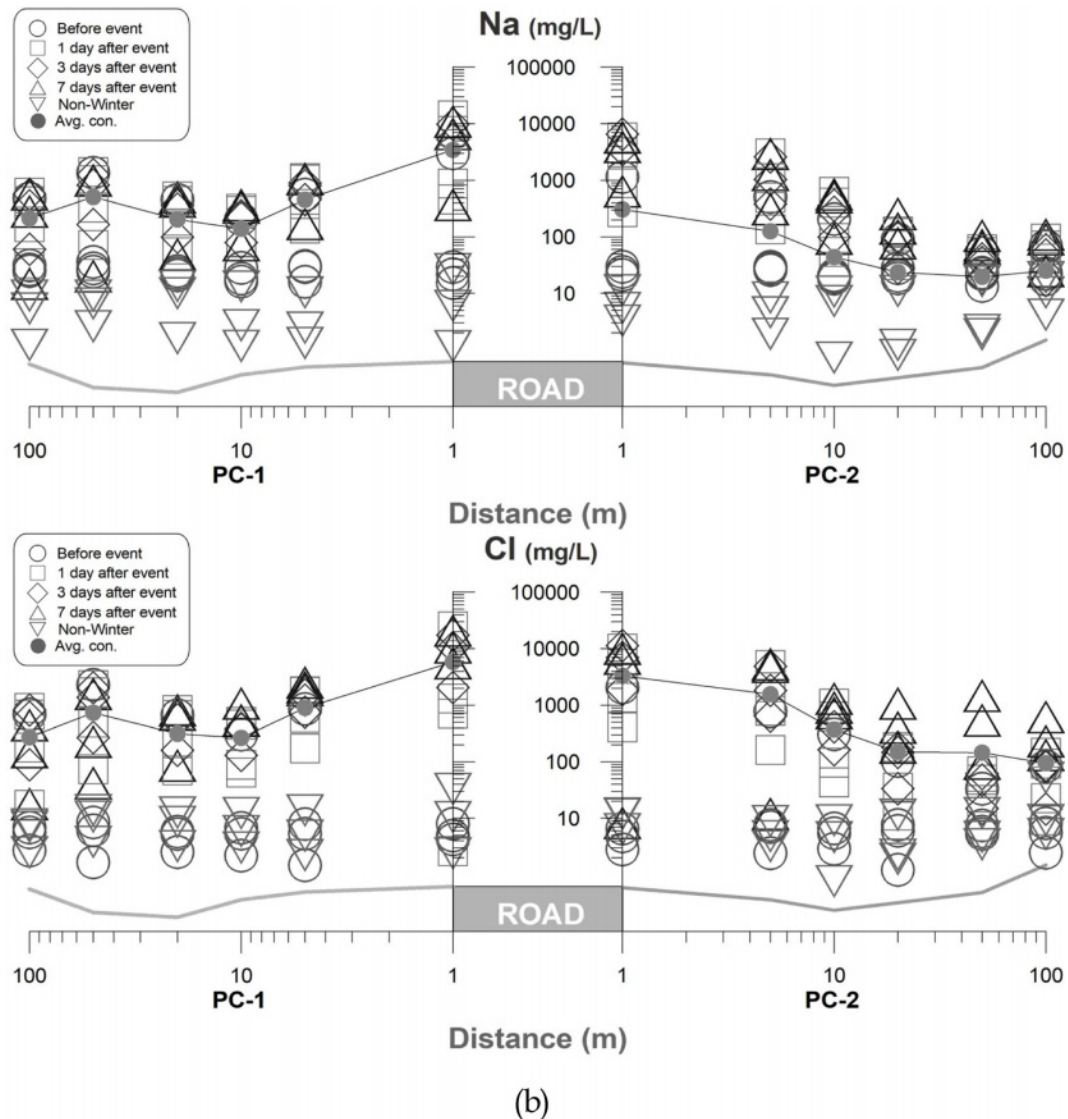 Na (mg/L)
Before event
1 day after event
3 days after event
7 days after event
Non-Winter
Avg. con.
100000
10000
1000
100
10
ROAD
100 10 1 1 10 100
PC-1 PC-2
Distance (m)
Cl (mg/L)
Before event
1 day after event
3 days after event
7 days after event
Non-Winter
Avg. con.
100000
10000
1000
100
10
ROAD
100 10 1 1 10 100
PC-1 PC-2
Distance (m)
(b)